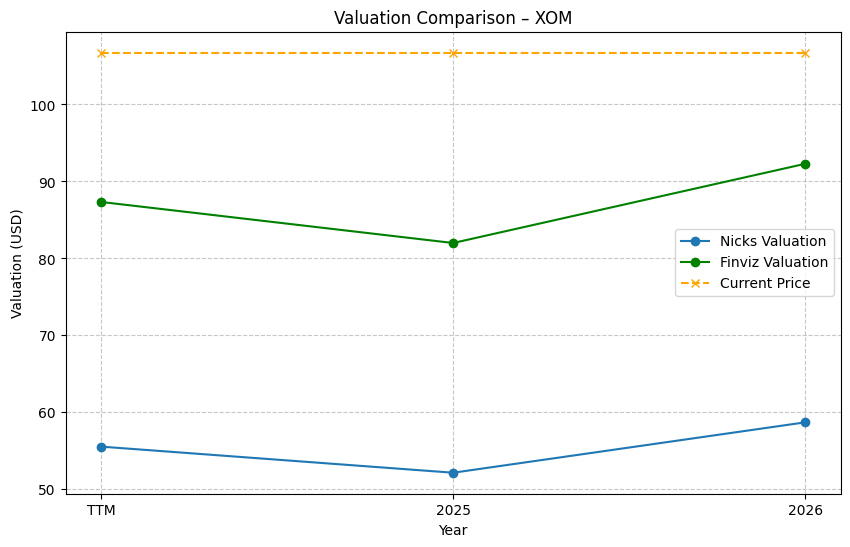 Valuation Comparison – XOM
Valuation (USD)
100
90
80
70
60
50
Nicks Valuation
Finviz Valuation
Current Price
TTM
2025
2026
Year